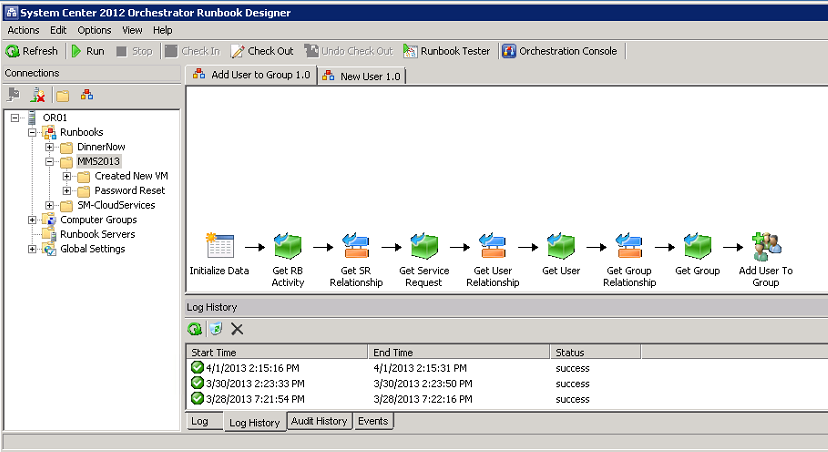 System Center 2012 Orchestrator Runbook Designer
Actions Edit Options View Help
Refresh Run Stop Check In Check Out Undo Check Out Runbook Tester Orchestration Console
Connections
Add User to Group 1.0 New User 1.0
OR01
Runbooks
DinnerNow
MMS2013
Created New VM
Password Reset
SM-CloudServices
Computer Groups
Runbook Servers
Global Settings
Initialize Data Get RB Get SR Get Service Get User Get User Get Group Get Group Add User To
Activity Relationship Request Relationship Relationship Group
Log History
Start Time End Time Status
4/1/2013 2:15:16 PM 4/1/2013 2:15:31 PM success
3/30/2013 2:23:33 PM 3/30/2013 2:23:50 PM success
3/28/2013 7:21:54 PM 3/28/2013 7:22:16 PM success
Log Log History Audit History Events